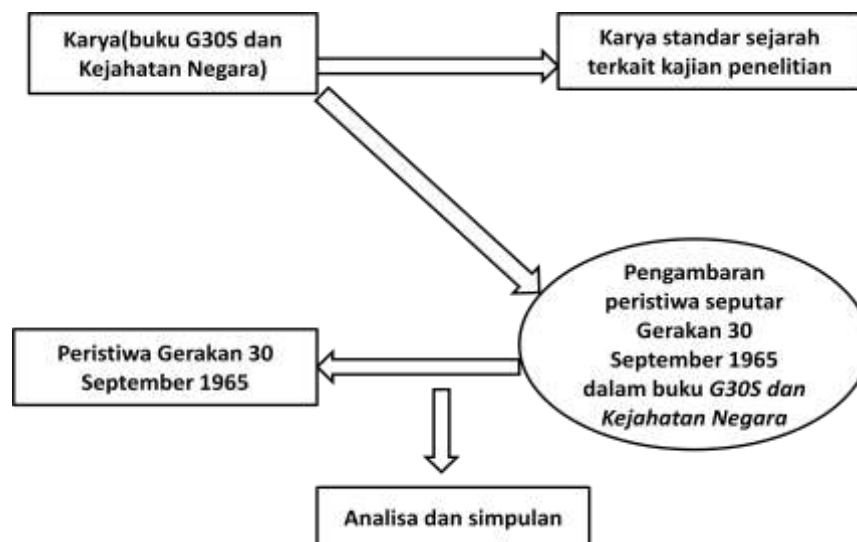 Karya(buku G30S dan
Kejahatan Negara)
Karya standar sejarah
terkait kajian penelitian
Pengambaran
peristiwa seputar
Gerakan 30
September 1965
dalam buku G30S dan
Kejahatan Negara
Peristiwa Gerakan 30
September 1965
Analisa dan simpulan